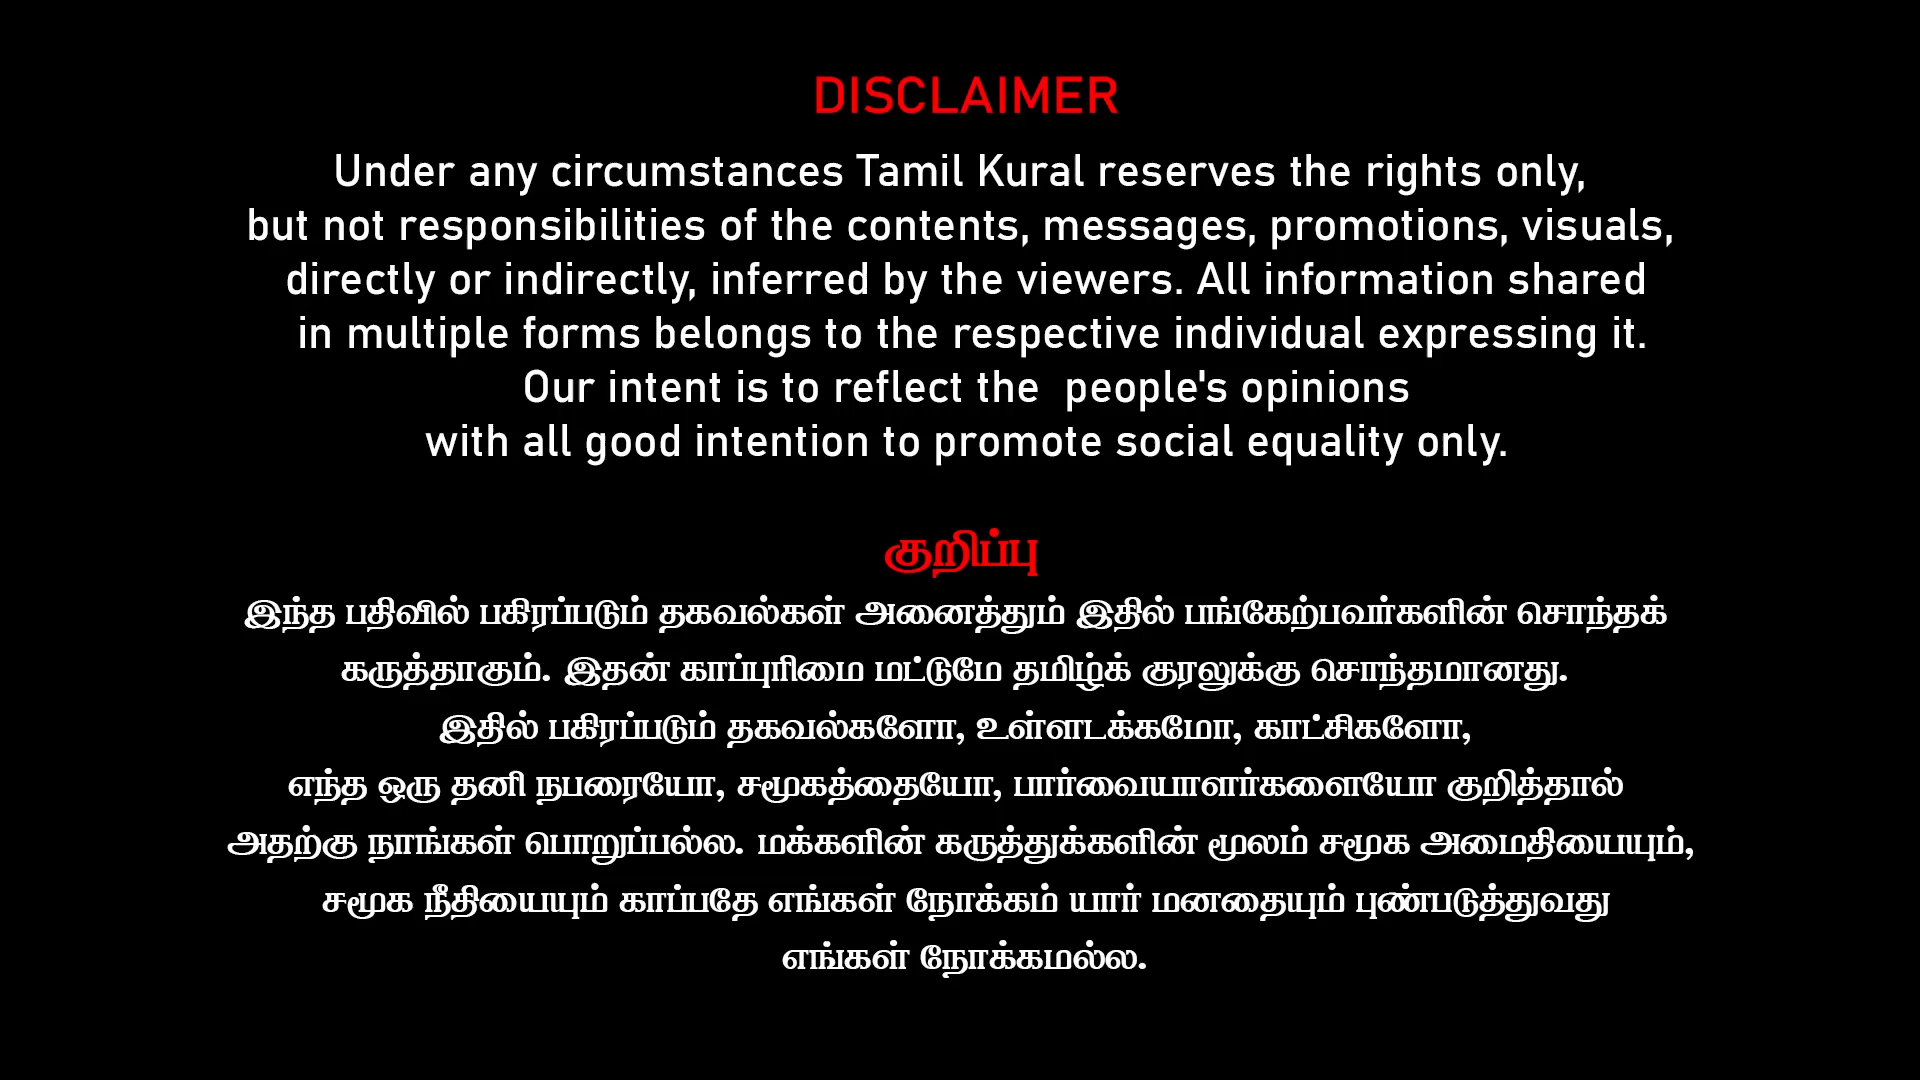 DISCLAIMER
Under any circumstances Tamil Kural reserves the rights only,
but not responsibilities of the contents, messages, promotions, visuals,
directly or indirectly, inferred by the viewers. All information shared
in multiple forms belongs to the respective individual expressing it.
Our intent is to reflect the  people's opinions
with all good intention to promote social equality only.
குறிப்பு
இந்த பதிவில் பகிரப்படும் தகவல்கள் அனைத்தும் இதில் பங்கேற்பவர்களின் சொந்தக்
கருத்தாகும். இதன் காப்புரிமை மட்டுமே தமிழ்க் குரலுக்கு சொந்தமானது.
இதில் பகிரப்படும் தகவல்களோ, உள்ளடக்கமோ, காட்சிகளோ,
எந்த ஒரு தனி நபரையோ, சமூகத்தையோ, பார்வையாளர்களையோ குறித்தால்
அதற்கு நாங்கள் பொறுப்பல்ல. மக்களின் கருத்துக்களின் மூலம் சமூக அமைதியையும்,
சமூக நீதியையும் காப்பதே எங்கள் நோக்கம் யார் மனதையும் புண்படுத்துவது
எங்கள் நோக்கமல்ல.